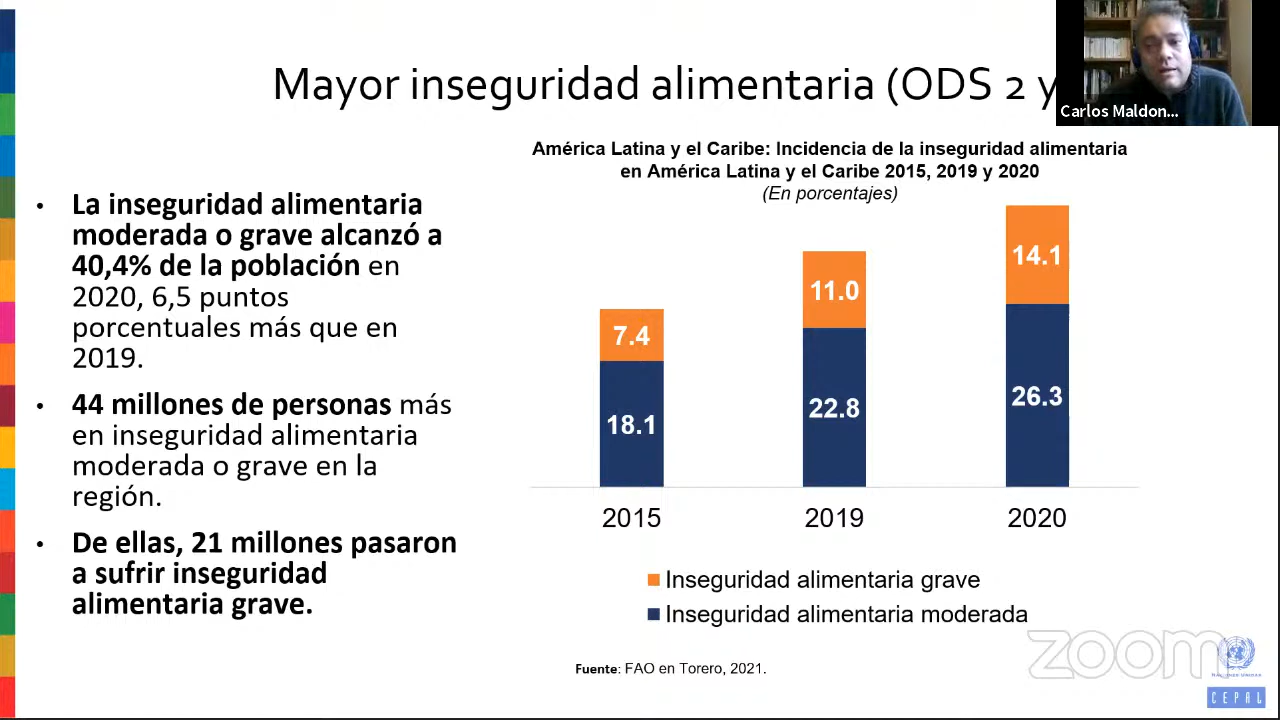 Mayor inseguridad alimentaria (ODS 2 y
Carlos Maldon...
La inseguridad alimentaria
moderada o grave alcanzó a
40,4% de la población en
2020, 6,5 puntos
porcentuales más que en
2019.
44 millones de personas más
en inseguridad alimentaria
moderada o grave en la
región.
De ellas, 21 millones pasaron
a sufrir inseguridad
alimentaria grave.
América Latina y el Caribe: Incidencia de la inseguridad alimentaria
en América Latina y el Caribe 2015, 2019 y 2020
(En porcentajes)
7.4
18.1
11.0
22.8
14.1
26.3
2015 2019 2020
Inseguridad alimentaria grave
Inseguridad alimentaria moderada
Fuente: FAO en Torero, 2021.
zoom
NACIONES UNIDAS
CEPAL